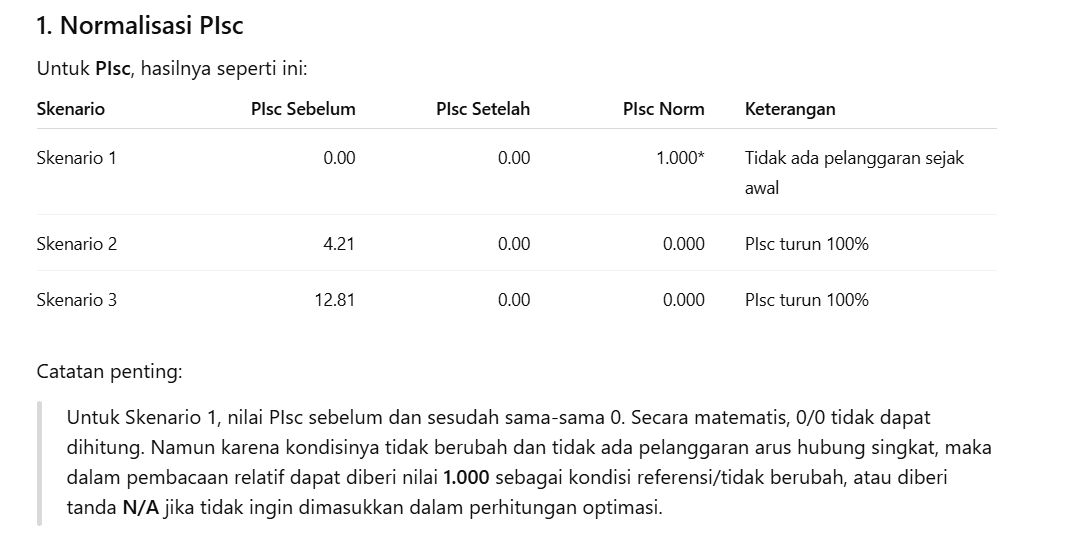 1. Normalisasi PIsc
Untuk PIsc, hasilnya seperti ini:
Skenario PIsc Sebelum PIsc Setelah PIsc Norm Keterangan
Skenario 1 0.00 0.00 1.000* Tidak ada pelanggaran sejak
awal
Skenario 2 4.21 0.00 0.000 PIsc turun 100%
Skenario 3 12.81 0.00 0.000 PIsc turun 100%
Catatan penting:
Untuk Skenario 1, nilai PIsc sebelum dan sesudah sama-sama 0. Secara matematis, 0/0 tidak dapat
dihitung. Namun karena kondisinya tidak berubah dan tidak ada pelanggaran arus hubung singkat, maka
dalam pembacaan relatif dapat diberi nilai 1.000 sebagai kondisi referensi/tidak berubah, atau diberi
tanda N/A jika tidak ingin dimasukkan dalam perhitungan optimasi.